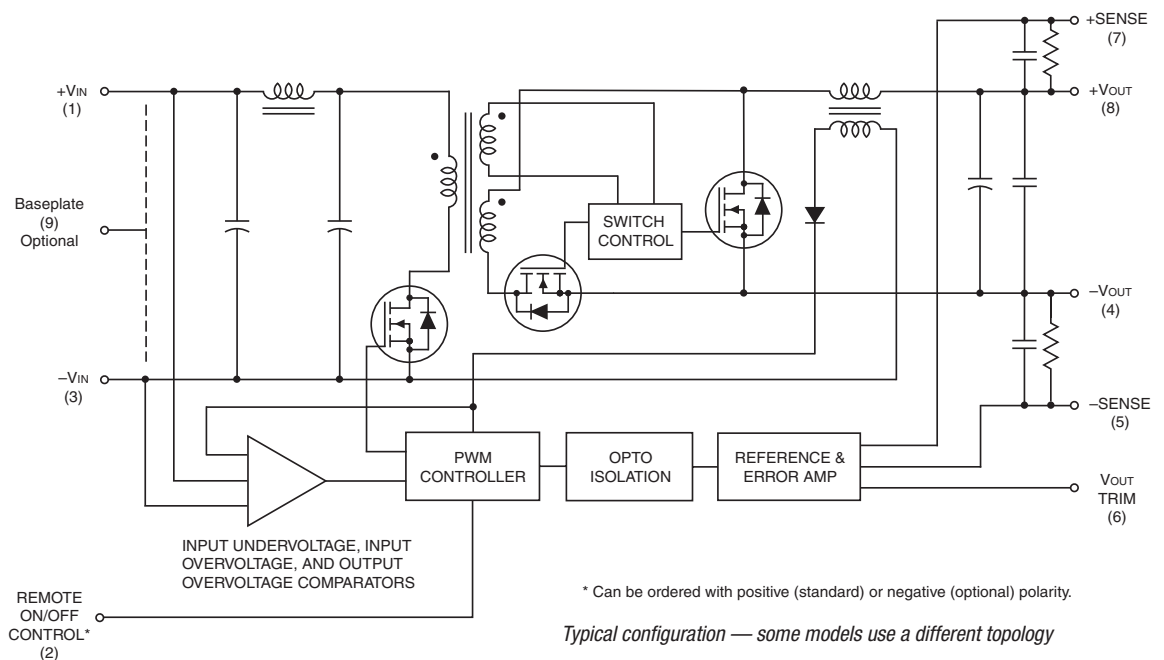 +SENSE
(7)
+VIN
(1)
+VOUT
(8)
Baseplate
(9)
Optional
SWITCH
CONTROL
–VOUT
(4)
–VIN
(3)
–SENSE
(5)
PWM
CONTROLLER
OPTO
ISOLATION
REFERENCE &
ERROR AMP
VOUT
TRIM
(6)
INPUT UNDERVOLTAGE, INPUT
OVERVOLTAGE, AND OUTPUT
OVERVOLTAGE COMPARATORS
REMOTE
ON/OFF
CONTROL*
(2)
* Can be ordered with positive (standard) or negative (optional) polarity.
Typical configuration — some models use a different topology